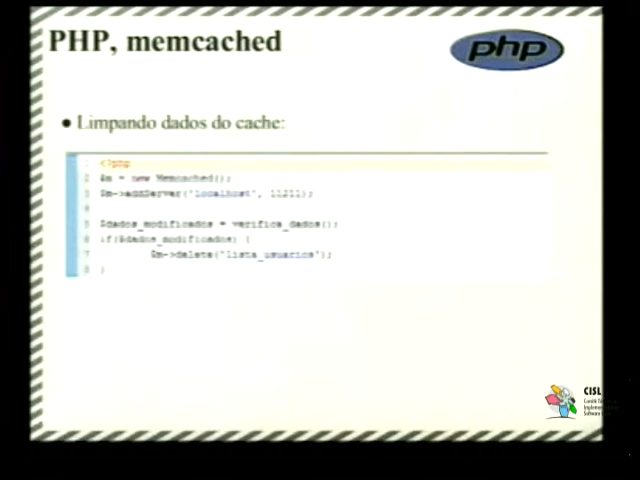 PHP, memcached
php
● Limpando dados do cache:
1 <?php
2 $m = new Memcached();
3 $m->addServer('localhost', 11211);
4
5 $dados_modificados = verifica_dados();
6 if($dados_modificados) {
7 $m->delete('lista_usuarios');
8 }
CISL